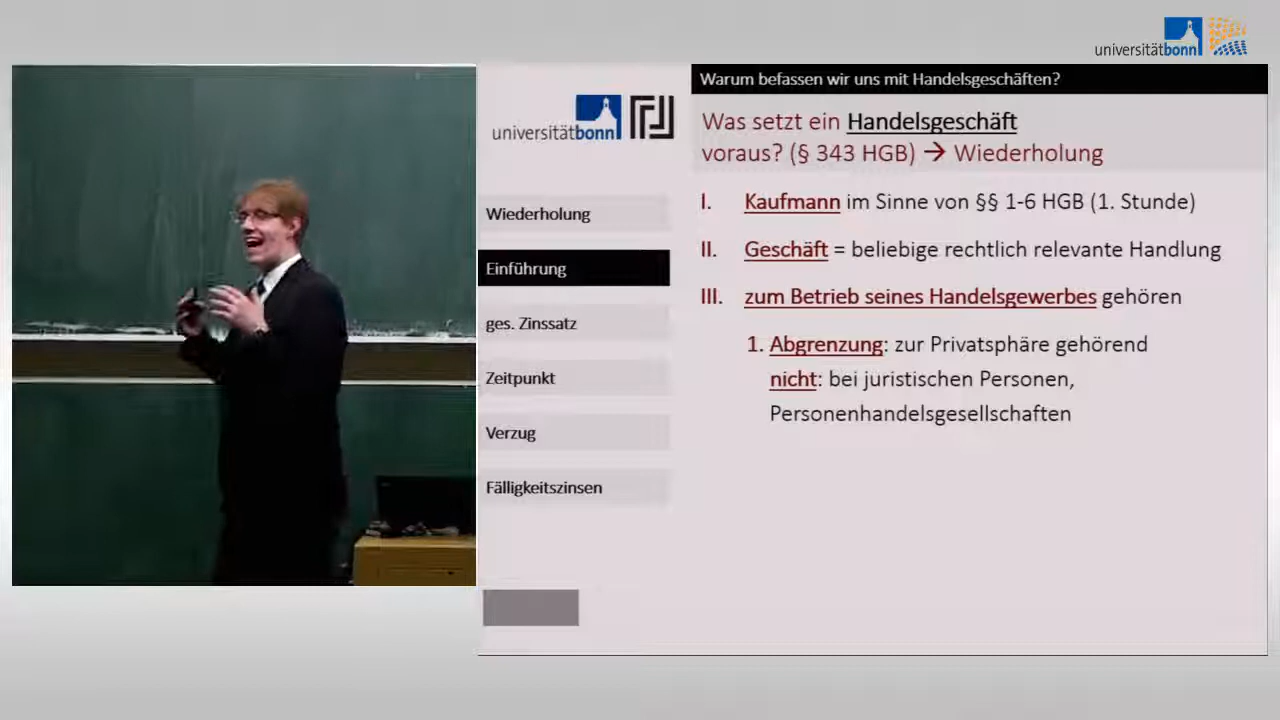 universitätbonn
Warum befassen wir uns mit Handelsgeschäften?
universitätbonn
Was setzt ein Handelsgeschäft
voraus? (§ 343 HGB) → Wiederholung
Wiederholung
Einführung
ges. Zinssatz
Zeitpunkt
Verzug
Fälligkeitszinsen
I. Kaufmann im Sinne von §§ 1-6 HGB (1. Stunde)
II. Geschäft = beliebige rechtlich relevante Handlung
III. zum Betrieb seines Handelsgewerbes gehören
1. Abgrenzung: zur Privatsphäre gehörend
nicht: bei juristischen Personen,
Personenhandelsgesellschaften